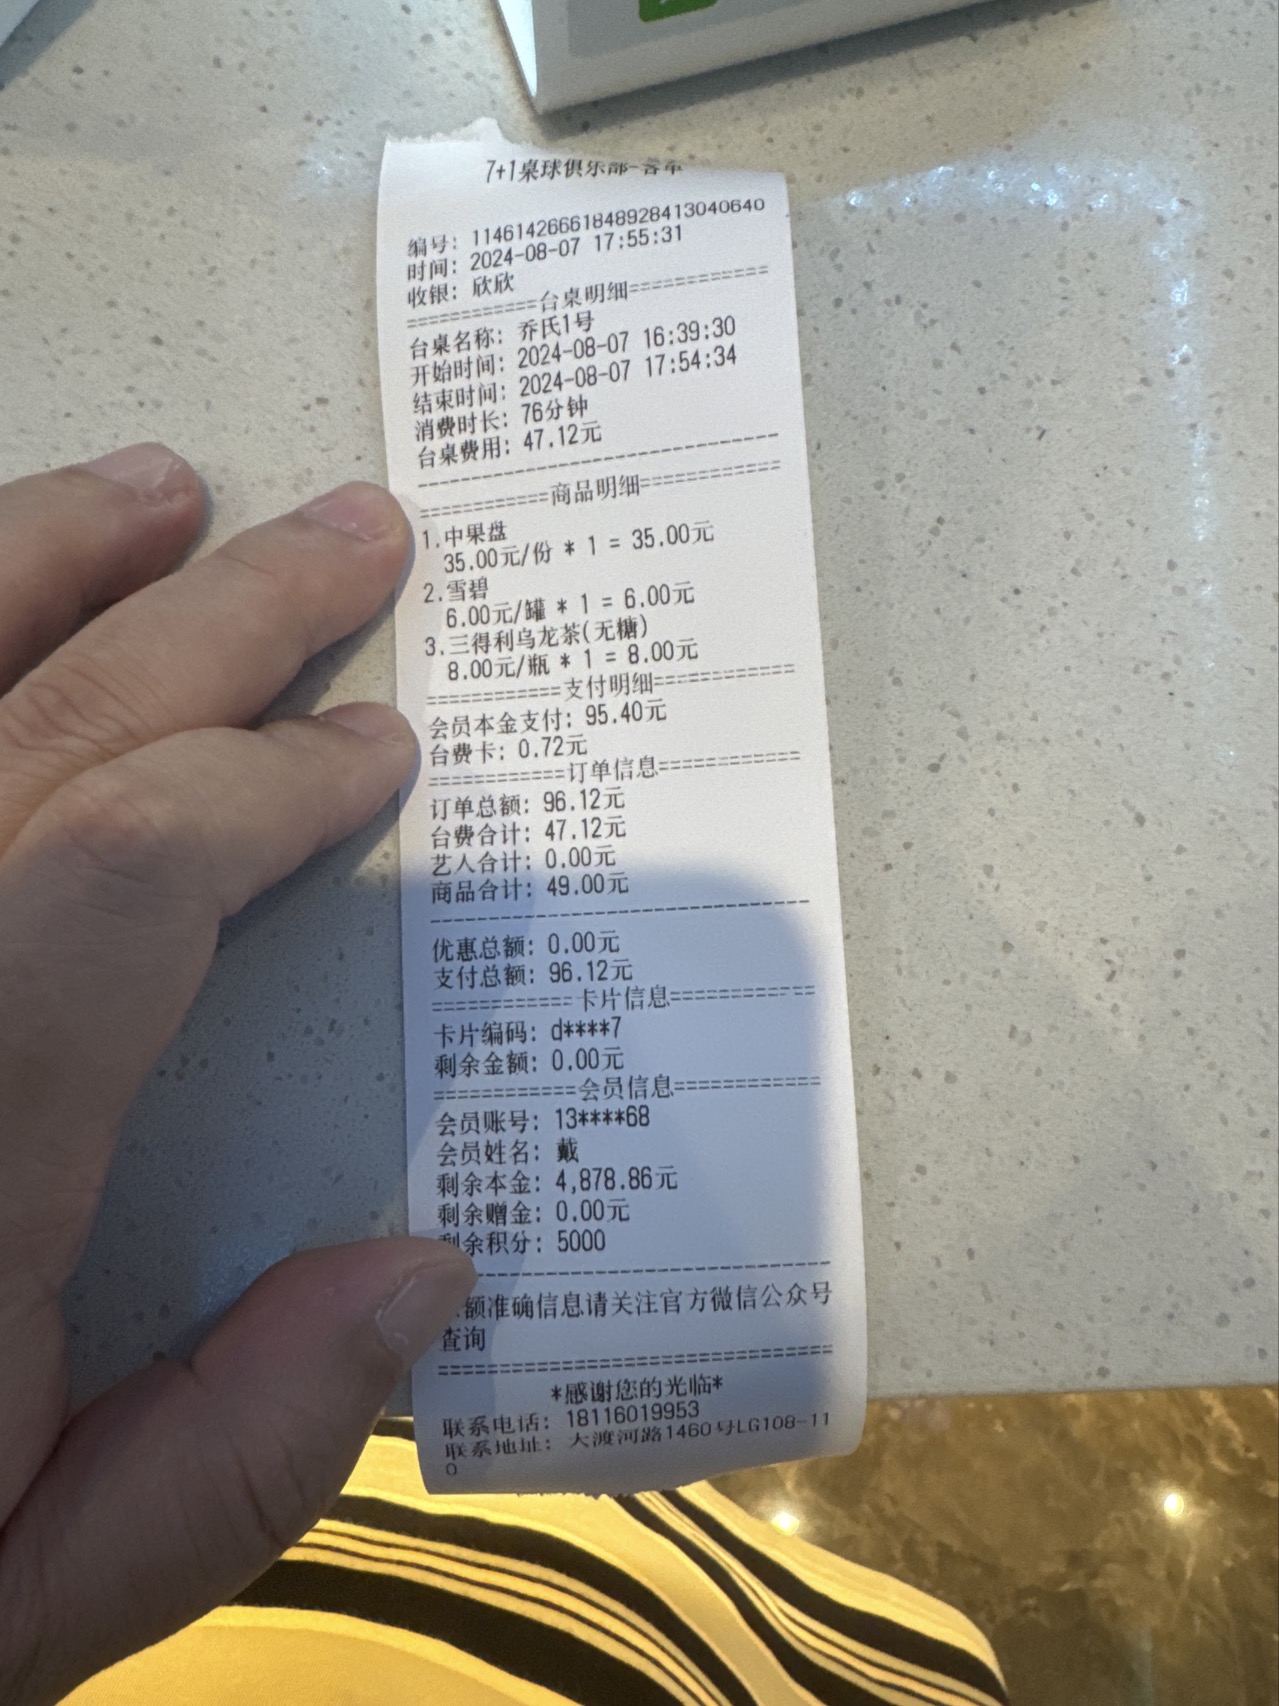 7+1桌球俱乐部-客单
编号: 11461426661848928413040640
时间: 2024-08-07 17:55:31
收银: 欣欣
===========台桌明细===========
台桌名称: 乔氏1号
开始时间: 2024-08-07 16:39:30
结束时间: 2024-08-07 17:54:34
消费时长: 76分钟
台桌费用: 47.12元
--------------------------------
===========商品明细===========
1.中果盘
35.00元/份 * 1 = 35.00元
2.雪碧
6.00元/罐 * 1 = 6.00元
3.三得利乌龙茶(无糖)
8.00元/瓶 * 1 = 8.00元
===========支付明细===========
会员本金支付: 95.40元
台费卡: 0.72元
===========订单信息===========
订单总额: 96.12元
台费合计: 47.12元
艺人合计: 0.00元
商品合计: 49.00元
--------------------------------
优惠总额: 0.00元
支付总额: 96.12元
===========卡片信息===========
卡片编码: d****7
剩余金额: 0.00元
===========会员信息===========
会员账号: 13****68
会员姓名: 戴
剩余本金: 4,878.86元
剩余赠金: 0.00元
剩余积分: 5000
--------------------------------
额准确信息请关注官方微信公众号
查询
================================
*感谢您的光临*
联系电话: 18116019953
联系地址: 大渡河路1460号LG108-11
0